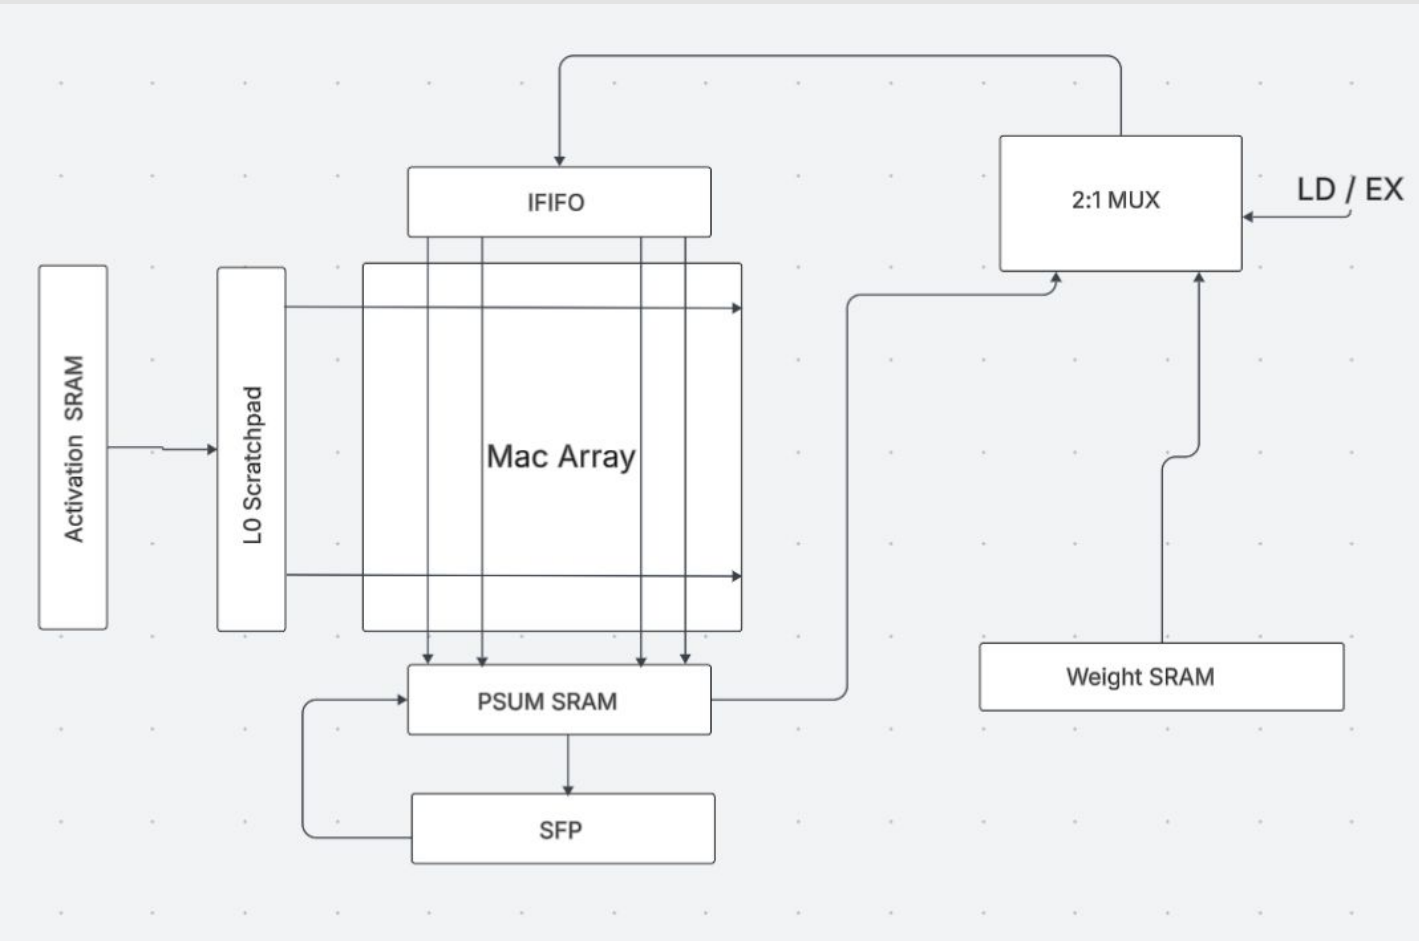 2:1 MUX
LD / EX
IFIFO
Activation SRAM
L0 Scratchpad
Mac Array
PSUM SRAM
Weight SRAM
SFP